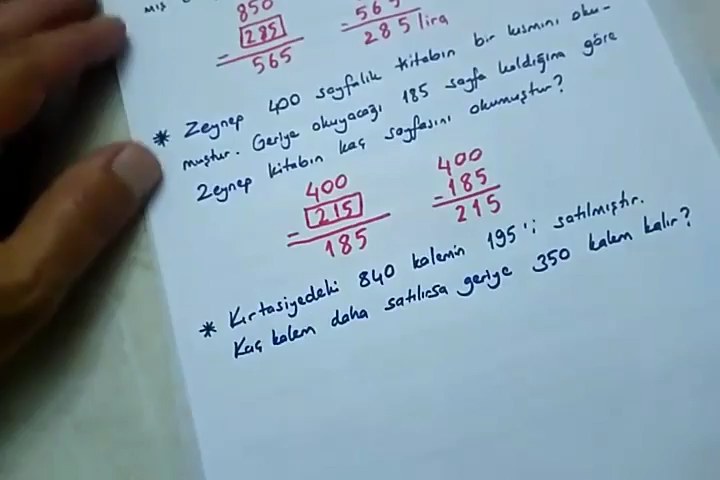 mış
850
285
= 565
- 565
= 285 lira
* Zeynep 400 sayfalık kitabın bir kısmını oku-
muştur. Geriye okuyacağı 185 sayfa kaldığına göre
Zeynep kitabın kaç sayfasını okumuştur?
400
215
= 185
400
- 185
215
* Kırtasiyedeki 840 kalemin 195'i satılmıştır.
Kaç kalem daha satılırsa geriye 350 kalem kalır?